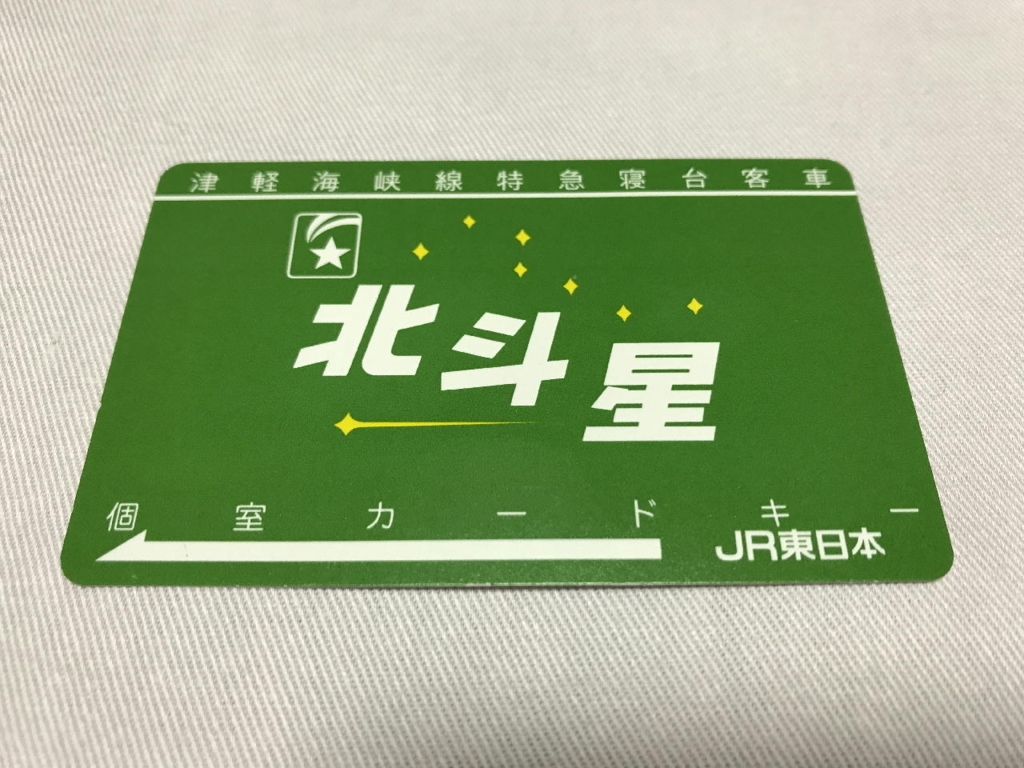 津軽海峡線特急寝台客車
北斗星
個室カードキー
JR東日本